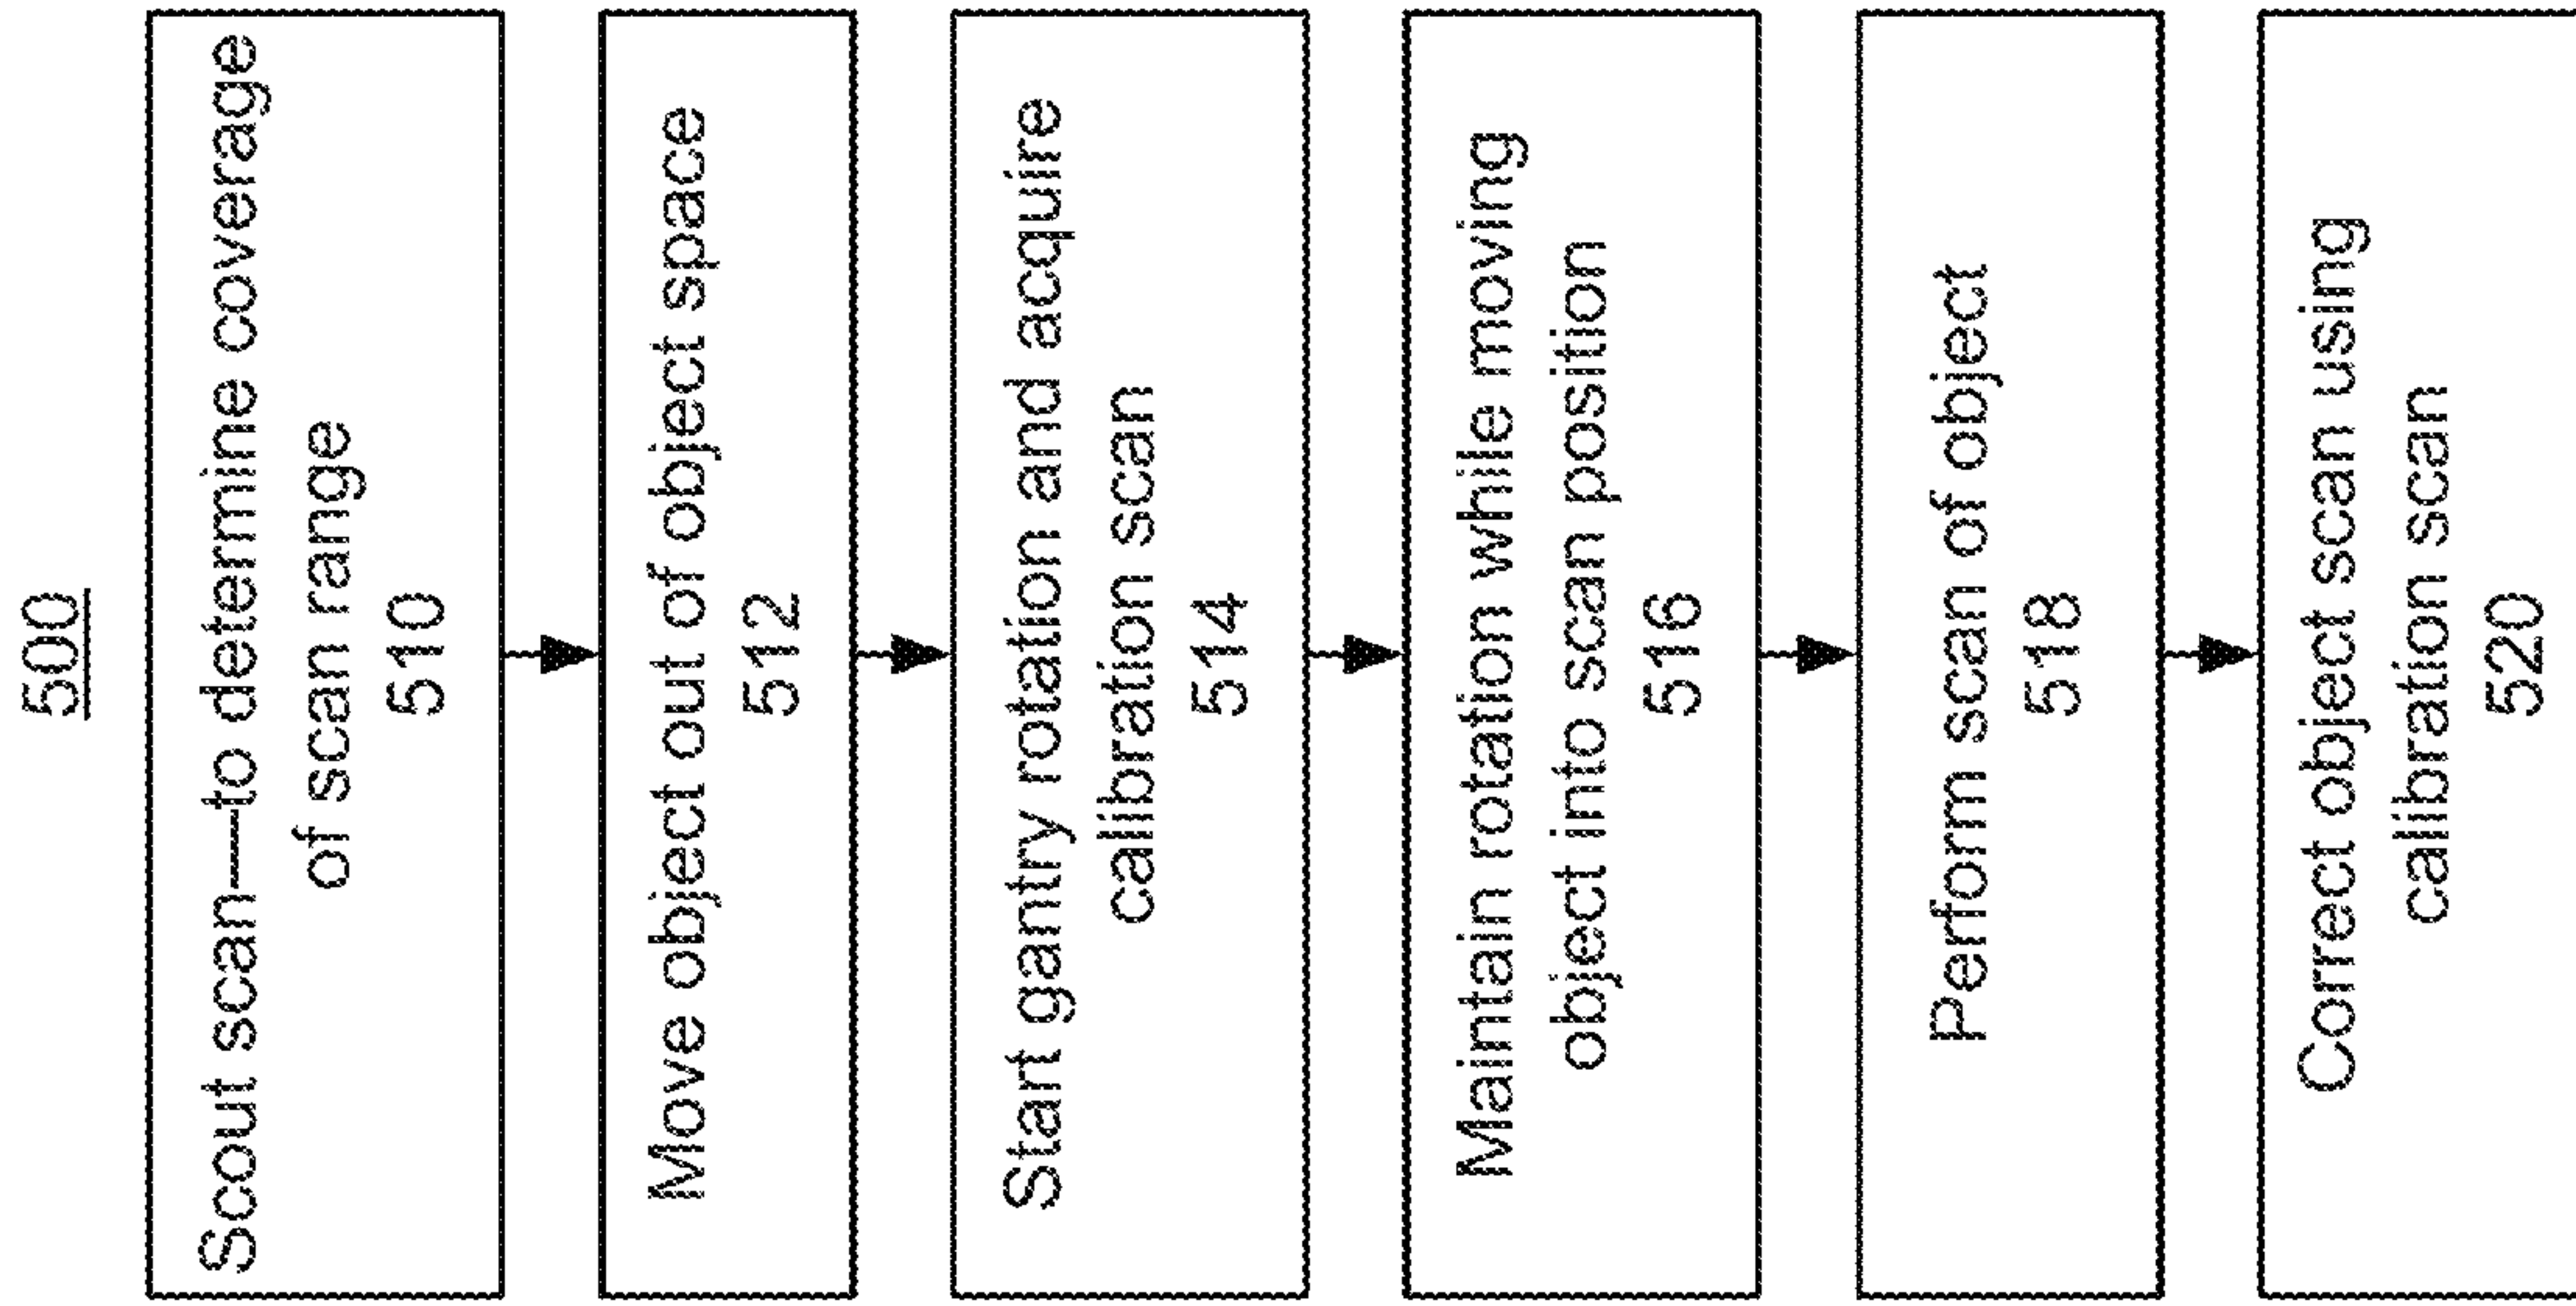 500
Scout scan—to determine coverage
of scan range
510
Move object out of object space
512
Start gantry rotation and acquire
calibration scan
514
Maintain rotation while moving
object into scan position
516
Perform scan of object
518
Correct object scan using
calibration scan
520